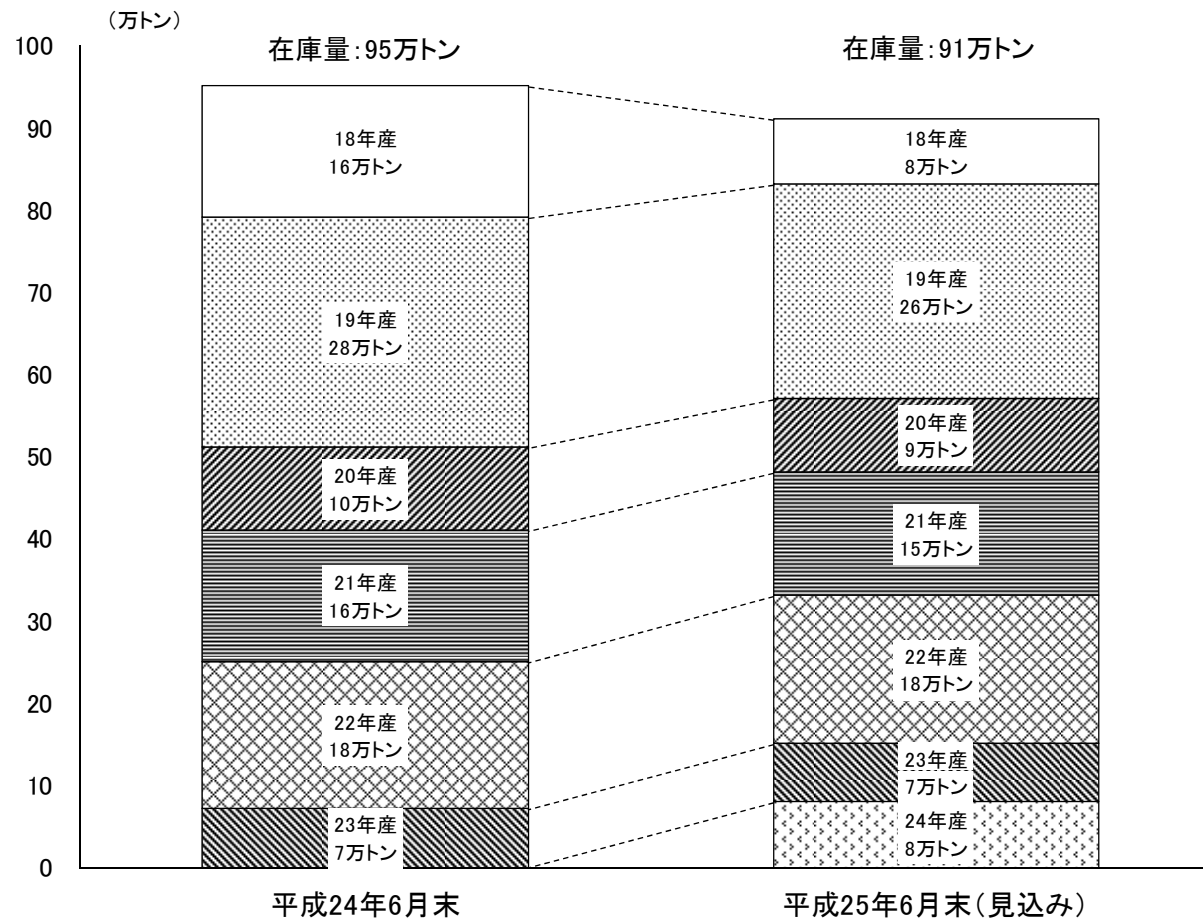 （万トン）
在庫量：95万トン
在庫量：91万トン
100
90
80
70
60
50
40
30
20
10
0
18年産
16万トン
19年産
28万トン
20年産
10万トン
21年産
16万トン
22年産
18万トン
23年産
7万トン
18年産
8万トン
19年産
26万トン
20年産
9万トン
21年産
15万トン
22年産
18万トン
23年産
7万トン
24年産
8万トン
平成24年6月末
平成25年6月末（見込み）